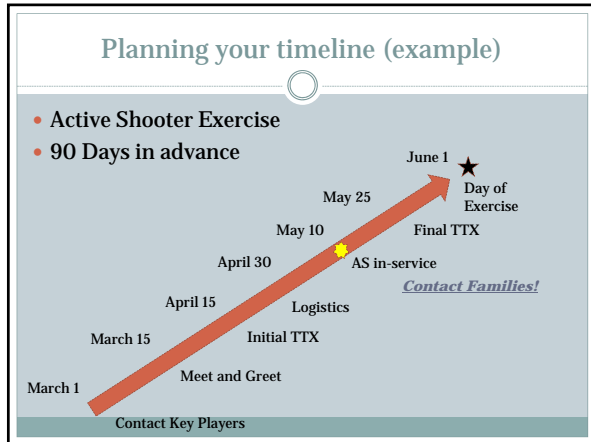 Planning your timeline (example)
• Active Shooter Exercise
• 90 Days in advance
June 1
Day of
Exercise
May 25
Final TTX
May 10
AS in-service
Contact Families!
April 30
Logistics
April 15
Initial TTX
March 15
Meet and Greet
March 1
Contact Key Players